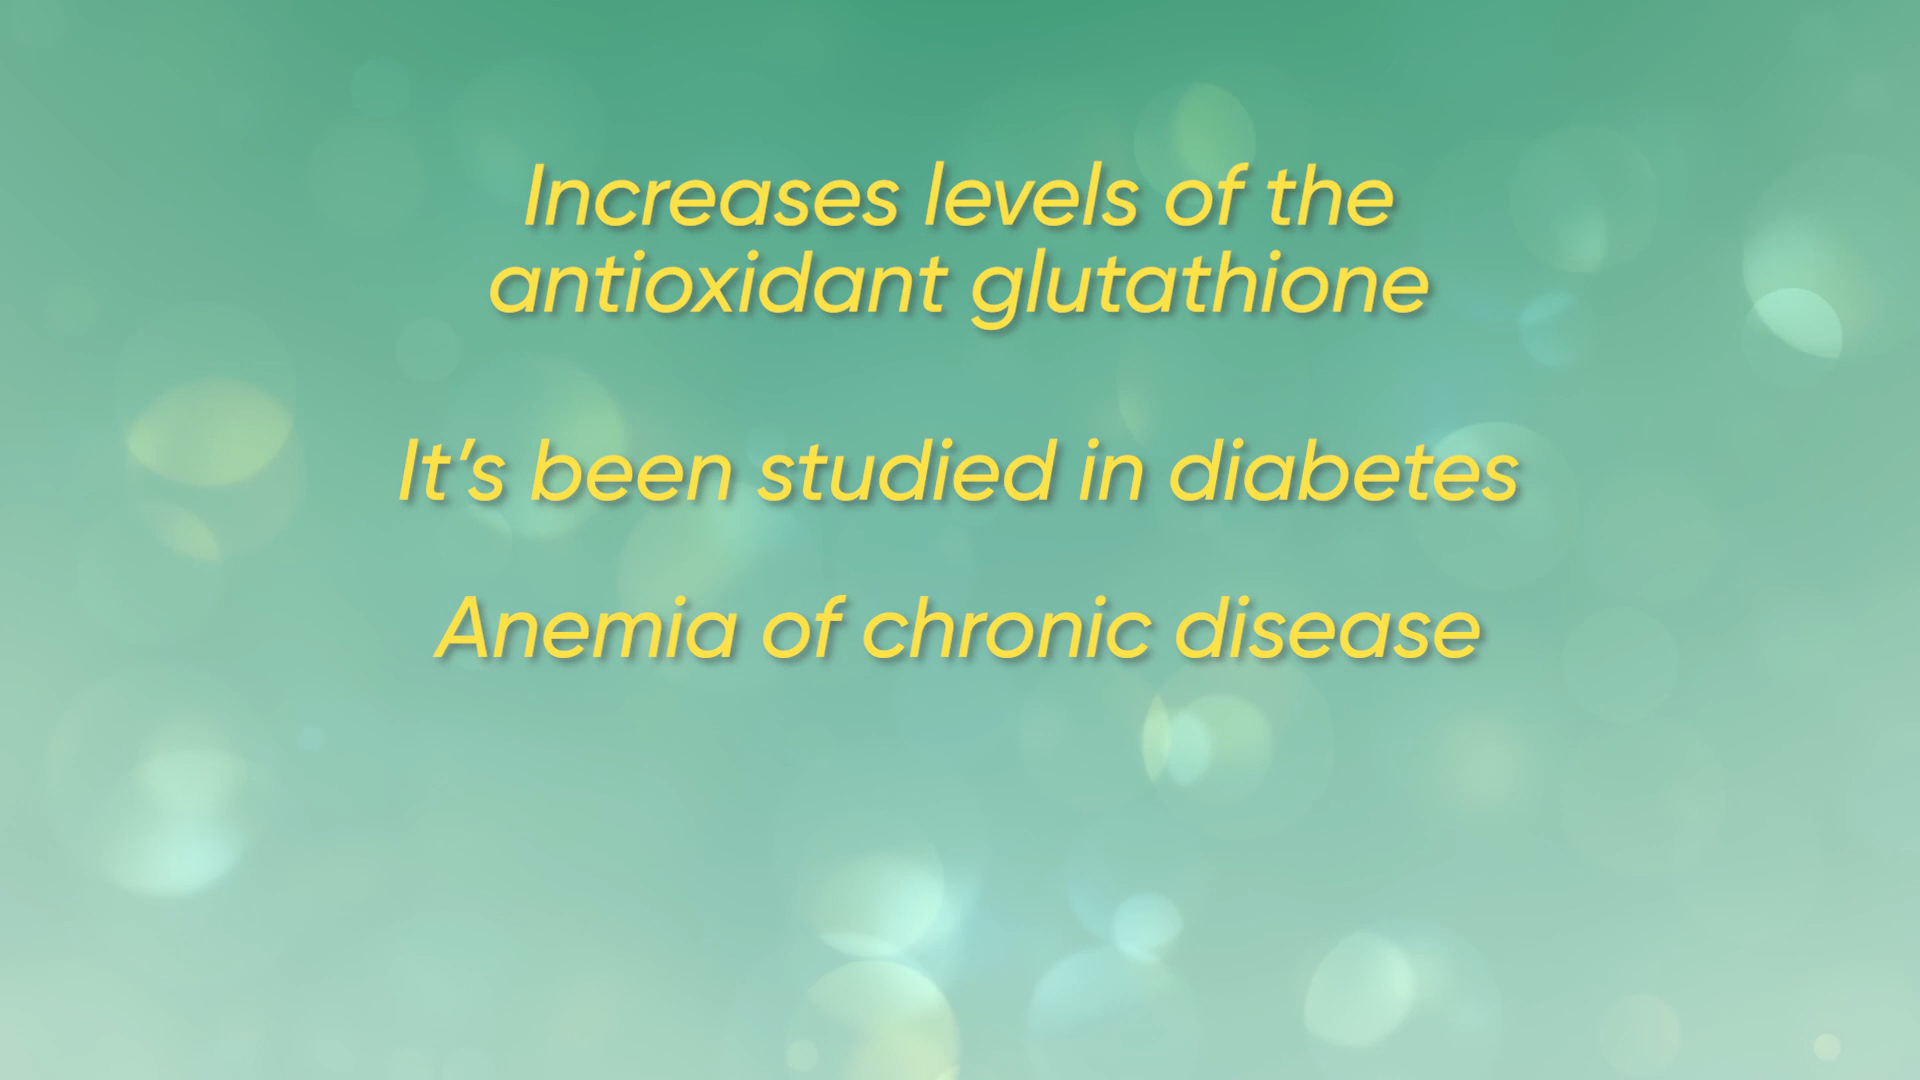 Increases levels of the
antioxidant glutathione
It’s been studied in diabetes
Anemia of chronic disease